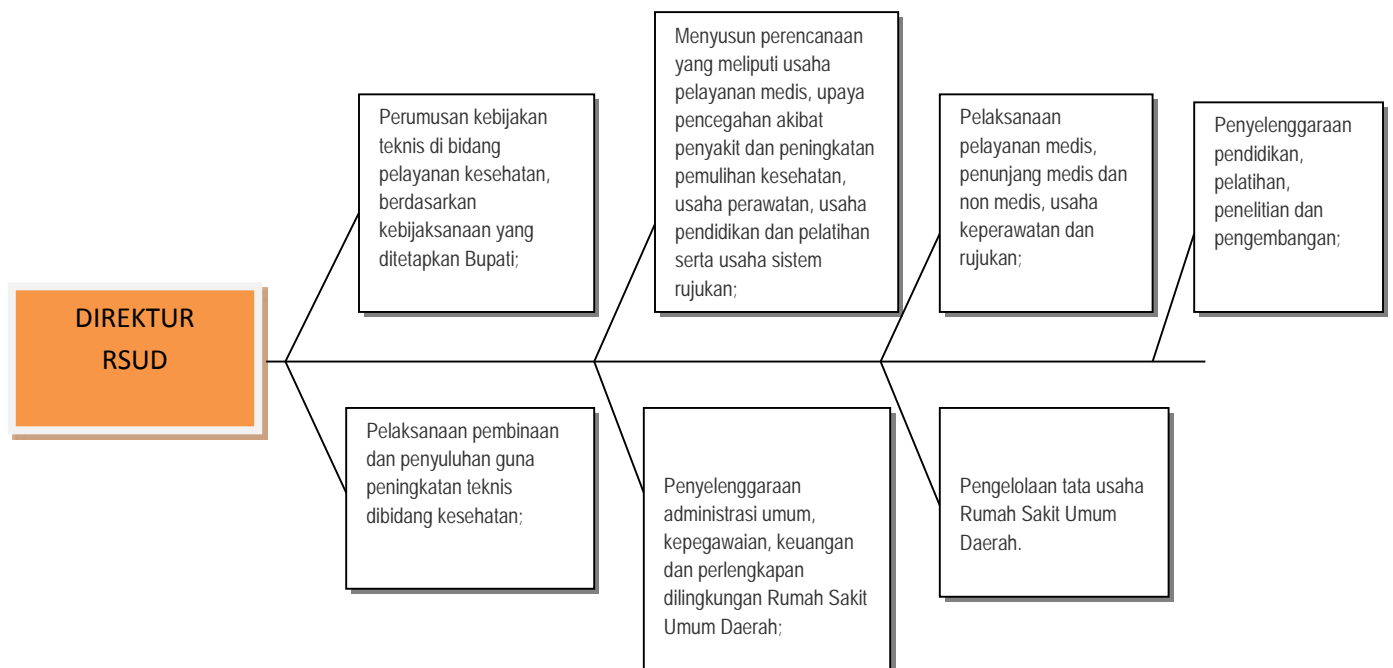 DIREKTUR
RSUD
Perumusan kebijakan
teknis di bidang
pelayanan kesehatan,
berdasarkan
kebijaksanaan yang
ditetapkan Bupati;
Menyusun perencanaan
yang meliputi usaha
pelayanan medis, upaya
pencegahan akibat
penyakit dan peningkatan
pemulihan kesehatan,
usaha perawatan, usaha
pendidikan dan pelatihan
serta usaha sistem
rujukan;
Pelaksanaan
pelayanan medis,
penunjang medis dan
non medis, usaha
keperawatan dan
rujukan;
Penyelenggaraan
pendidikan,
pelatihan,
penelitian dan
pengembangan;
Pelaksanaan pembinaan
dan penyuluhan guna
peningkatan teknis
dibidang kesehatan;
Penyelenggaraan
administrasi umum,
kepegawaian, keuangan
dan perlengkapan
dilingkungan Rumah Sakit
Umum Daerah;
Pengelolaan tata usaha
Rumah Sakit Umum
Daerah.